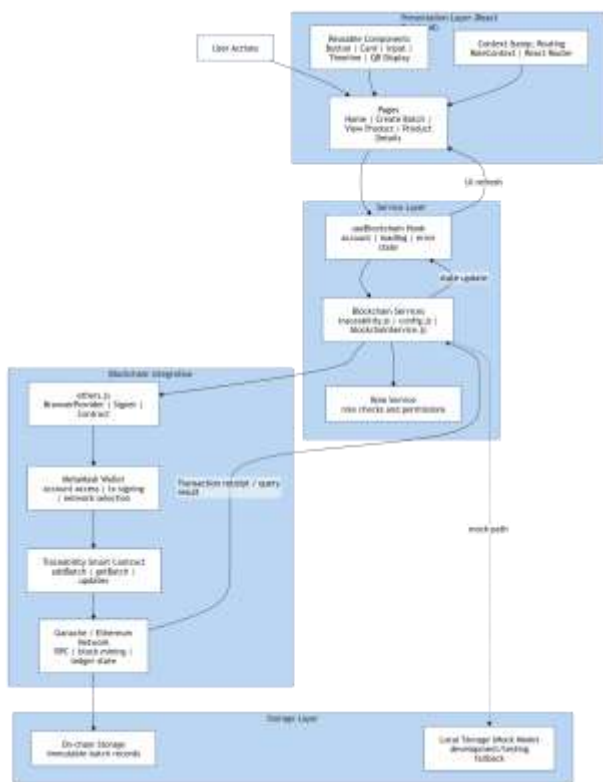 Presentation Layer (React
User Actions
Reusable Components
Button | Card | Input |
Timeline | QR Display
Context &amp; Routing
RoleContext | React Router
Pages
Home | Create Batch |
View Product | Product
Details
UI refresh
Service Layer
useBlockchain Hook
account | loading | error
state
state update
Blockchain Services
traceability.js | config.js |
blockchainService.js
Role Service
role checks and permissions
Blockchain Integration
ethers.js
BrowserProvider | Signer |
Contract
MetaMask Wallet
account access | tx signing
| network selection
Transaction receipt / query
result
mock path
Traceability Smart Contract
addBatch | getBatch |
updates
Ganache / Ethereum
Network
RPC | block mining |
ledger state
Storage Layer
On-chain Storage
immutable batch records
Local Storage (Mock Mode)
development/testing
fallback